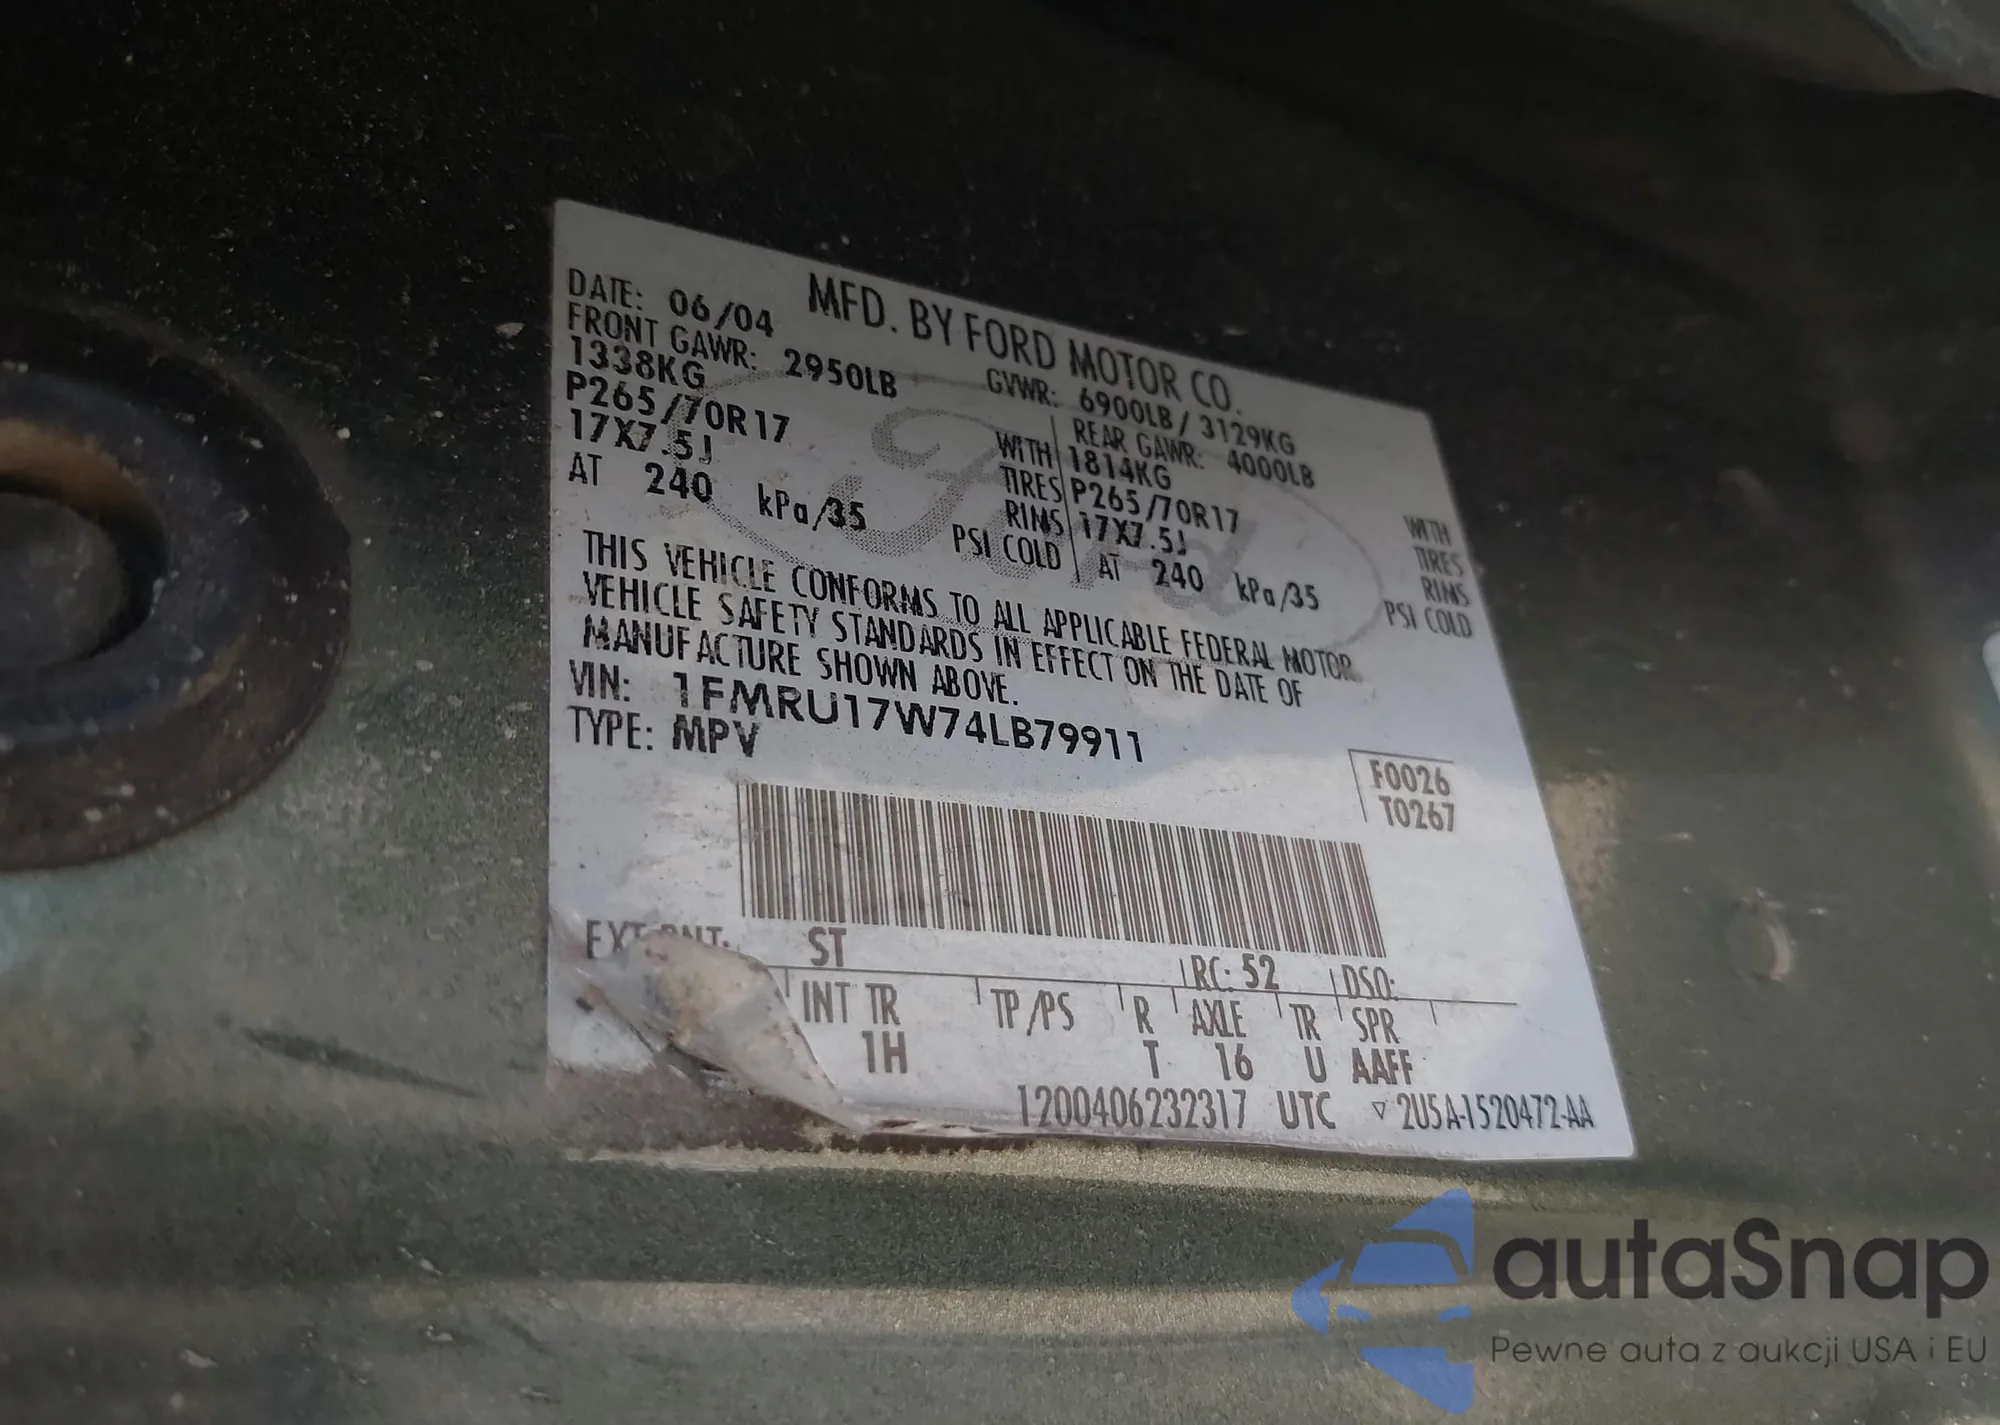 MFD. BY FORD MOTOR CO.
DATE: 06/04
GVWR: 6900LB / 3129KG
FRONT GAWR: 2950LB
REAR GAWR: 4000LB
1338KG WITH
1814KG WITH
P265/70R17 TIRES
P265/70R17 TIRES
17X7.5J RIMS
17X7.5J RIMS
AT 240 kPa/35 PSI COLD
AT 240 kPa/35 PSI COLD
THIS VEHICLE CONFORMS TO ALL APPLICABLE FEDERAL MOTOR
VEHICLE SAFETY STANDARDS IN EFFECT ON THE DATE OF
MANUFACTURE SHOWN ABOVE.
VIN: 1FMRU17W74LB79911
TYPE: MPV
F0026
T0267
Ford
EXT PNT: ST RC: 52 DSO:
INT TR TP/PS R AXLE TR SPR
1H T 16 U AAFF
1200406232317 UTC ▽ 2U5A-1520472-AA
autaSnap
Pewne auta z aukcji USA i EU